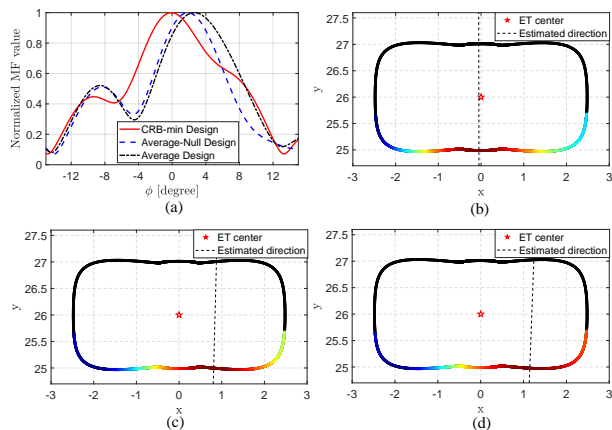 1
0.8
0.6
0.4
0.2
0
Normalized MF value
-12 -8 -4 0 4 8 12
ϕ [degree]
CRB-min Design
Average-Null Design
Average Design
(a)
27.5
27
26.5
26
25.5
25
y
-3 -2 -1 0 1 2 3
x
ET center
Estimated direction
(b)
27.5
27
26.5
26
25.5
25
y
-3 -2 -1 0 1 2 3
x
ET center
Estimated direction
(c)
27.5
27
26.5
26
25.5
25
y
-3 -2 -1 0 1 2 3
x
ET center
Estimated direction
(d)